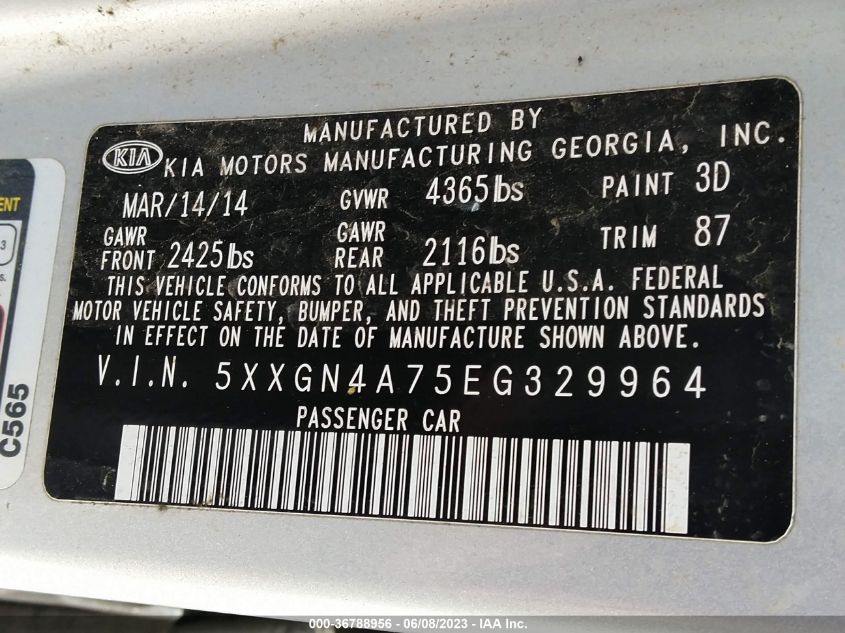 MANUFACTURED BY
KIA KIA MOTORS MANUFACTURING GEORGIA, INC.
MAR/14/14 GVWR 4365lbs PAINT 3D
GAWR FRONT 2425lbs GAWR REAR 2116lbs TRIM 87
THIS VEHICLE CONFORMS TO ALL APPLICABLE U.S.A. FEDERAL
MOTOR VEHICLE SAFETY, BUMPER, AND THEFT PREVENTION STANDARDS
IN EFFECT ON THE DATE OF MANUFACTURE SHOWN ABOVE.
V.I.N. 5XXGN4A75EG329964
PASSENGER CAR
C565
000-36788956 - 06/08/2023 - IAA Inc.